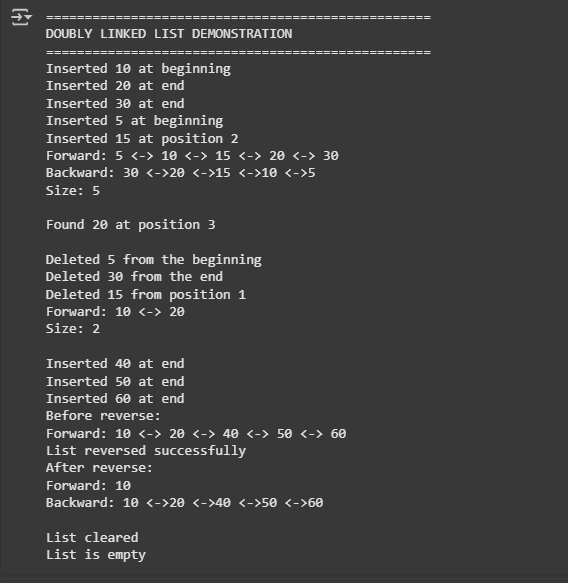 ==================================================
DOUBLY LINKED LIST DEMONSTRATION
==================================================
Inserted 10 at beginning
Inserted 20 at end
Inserted 30 at end
Inserted 5 at beginning
Inserted 15 at position 2
Forward: 5 <-> 10 <-> 15 <-> 20 <-> 30
Backward: 30 <->20 <->15 <->10 <->5
Size: 5
Found 20 at position 3
Deleted 5 from the beginning
Deleted 30 from the end
Deleted 15 from position 1
Forward: 10 <-> 20
Size: 2
Inserted 40 at end
Inserted 50 at end
Inserted 60 at end
Before reverse:
Forward: 10 <-> 20 <-> 40 <-> 50 <-> 60
List reversed successfully
After reverse:
Forward: 10
Backward: 10 <->20 <->40 <->50 <->60
List cleared
List is empty